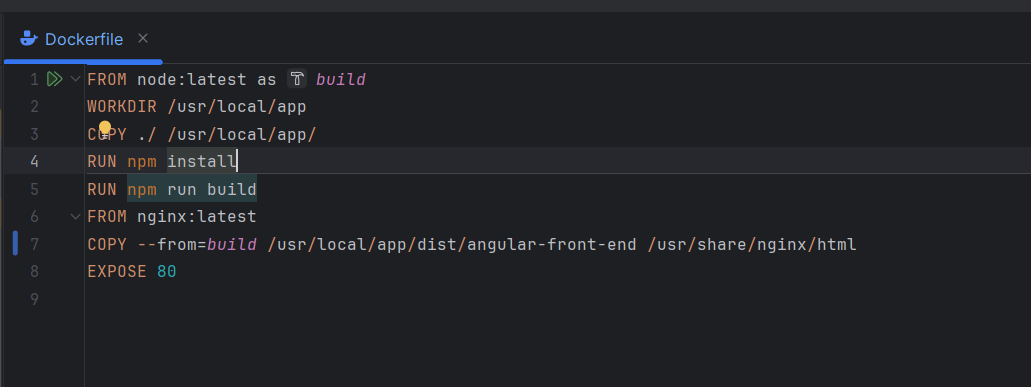 Dockerfile
1 FROM node:latest as build
2 WORKDIR /usr/local/app
3 COPY ./ /usr/local/app/
4 RUN npm install
5 RUN npm run build
6 FROM nginx:latest
7 COPY --from=build /usr/local/app/dist/angular-front-end /usr/share/nginx/html
8 EXPOSE 80
9